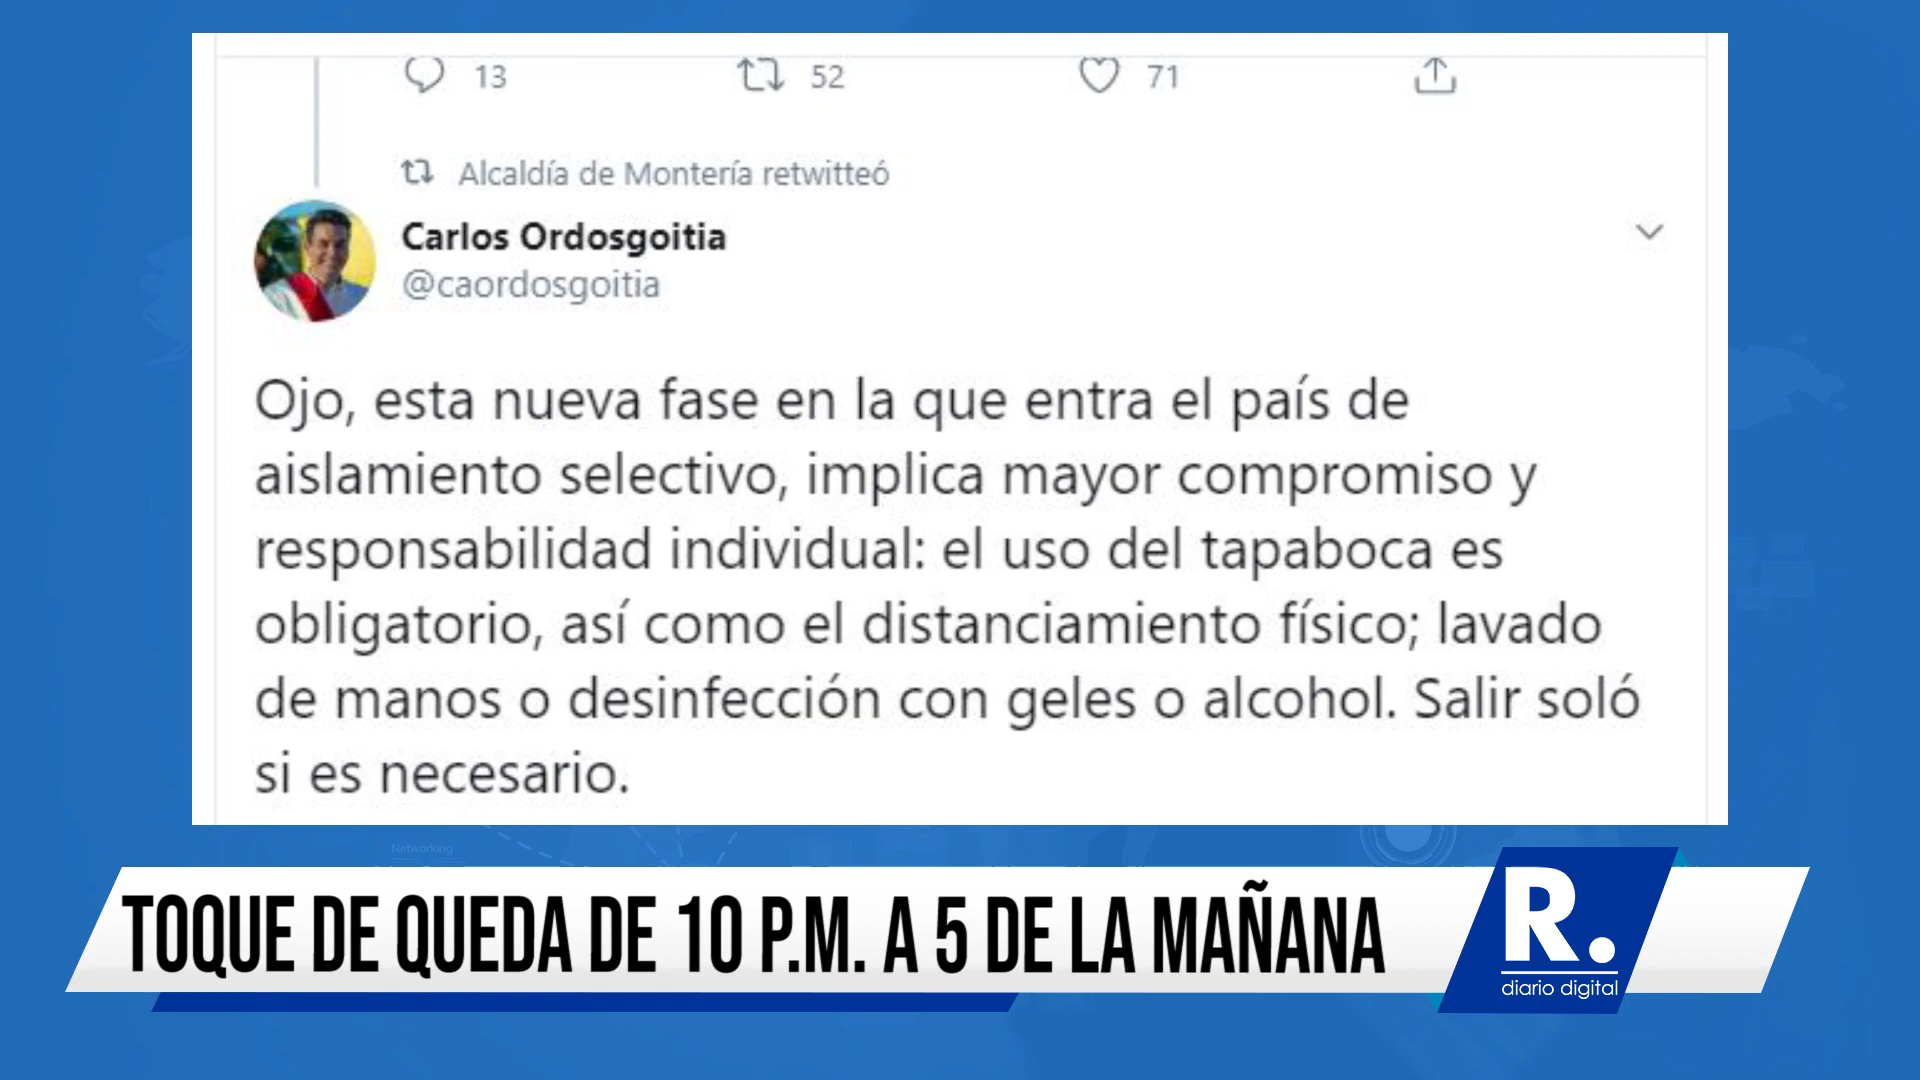 13 52 71
Alcaldía de Montería retwitteó
Carlos Ordosgoitia
@caordosgoitia
Ojo, esta nueva fase en la que entra el país de
aislamiento selectivo, implica mayor compromiso y
responsabilidad individual: el uso del tapaboca es
obligatorio, así como el distanciamiento físico; lavado
de manos o desinfección con geles o alcohol. Salir soló
si es necesario.
Networking
TOQUE DE QUEDA DE 10 P.M. A 5 DE LA MAÑANA
R.
diario digital